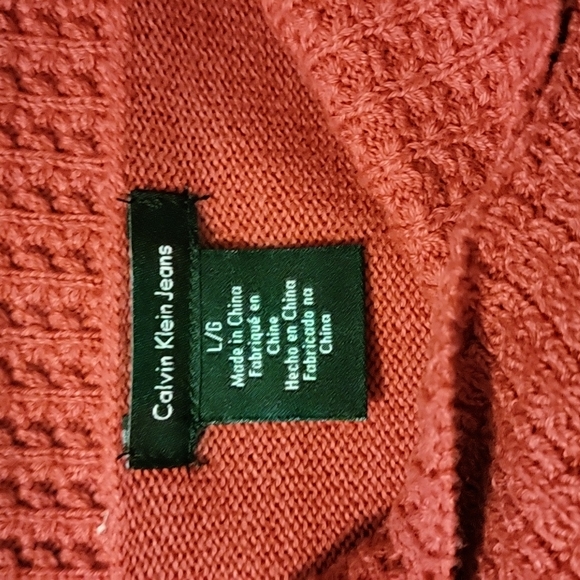 Calvin Klein Jeans
L/G
Made in China
Fabriqué en
Chine
Hecho en China
Fabricado na
China